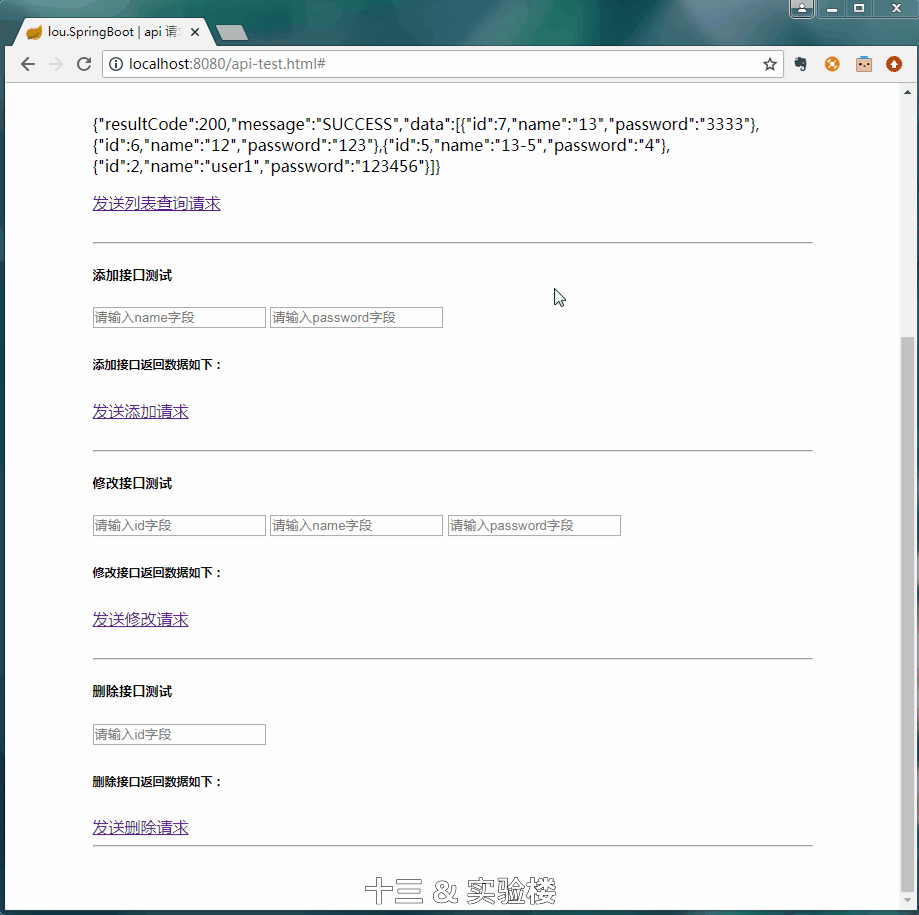 lou.SpringBoot | api 请
localhost:8080/api-test.html#
{"resultCode":200,"message":"SUCCESS","data":[{"id":7,"name":"13","password":"3333"},
{"id":6,"name":"12","password":"123"},{"id":5,"name":"13-5","password":"4"},
{"id":2,"name":"user1","password":"123456"}]}
发送列表查询请求
添加接口测试
请输入name字段 请输入password字段
添加接口返回数据如下：
发送添加请求
修改接口测试
请输入id字段 请输入name字段 请输入password字段
修改接口返回数据如下：
发送修改请求
删除接口测试
请输入id字段
删除接口返回数据如下：
发送删除请求
十三 & 实验楼